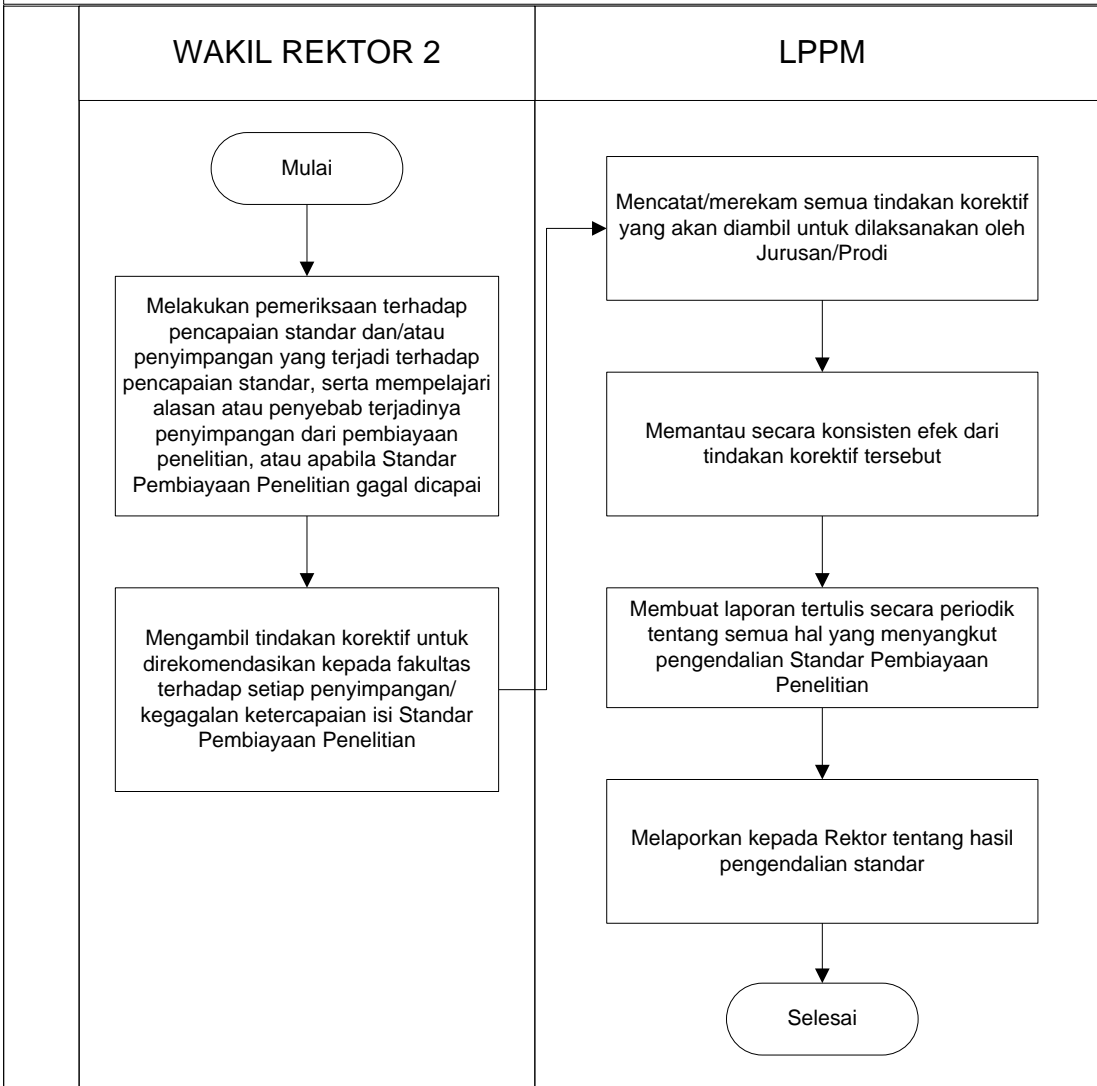 WAKIL REKTOR 2
LPPM
Mulai
Melakukan pemeriksaan terhadap
pencapaian standar dan/atau
penyimpangan yang terjadi terhadap
pencapaian standar, serta mempelajari
alasan atau penyebab terjadinya
penyimpangan dari pembiayaan
penelitian, atau apabila Standar
Pembiayaan Penelitian gagal dicapai
Mengambil tindakan korektif untuk
direkomendasikan kepada fakultas
terhadap setiap penyimpangan/
kegagalan ketercapaian isi Standar
Pembiayaan Penelitian
Mencatat/merekam semua tindakan korektif
yang akan diambil untuk dilaksanakan oleh
Jurusan/Prodi
Memantau secara konsisten efek dari
tindakan korektif tersebut
Membuat laporan tertulis secara periodik
tentang semua hal yang menyangkut
pengendalian Standar Pembiayaan
Penelitian
Melaporkan kepada Rektor tentang hasil
pengendalian standar
Selesai